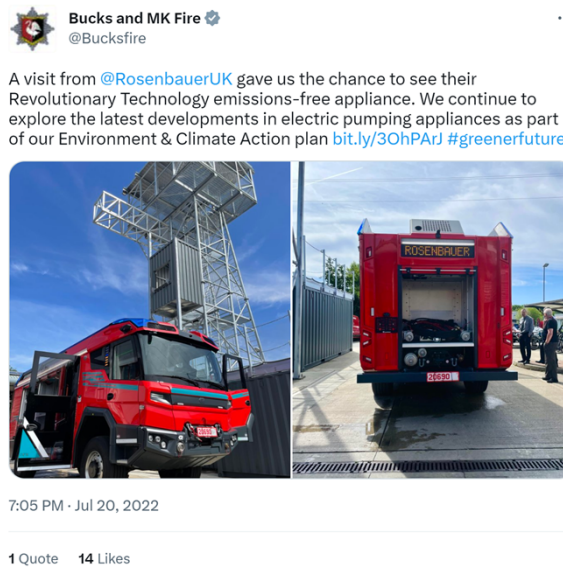 Bucks and MK Fire
@Bucksfire
A visit from @RosenbauerUK gave us the chance to see their
Revolutionary Technology emissions-free appliance. We continue to
explore the latest developments in electric pumping appliances as part
of our Environment & Climate Action plan bit.ly/3OhPArJ #greenerfuture
ROSENBAUER
7:05 PM · Jul 20, 2022
1 Quote 14 Likes